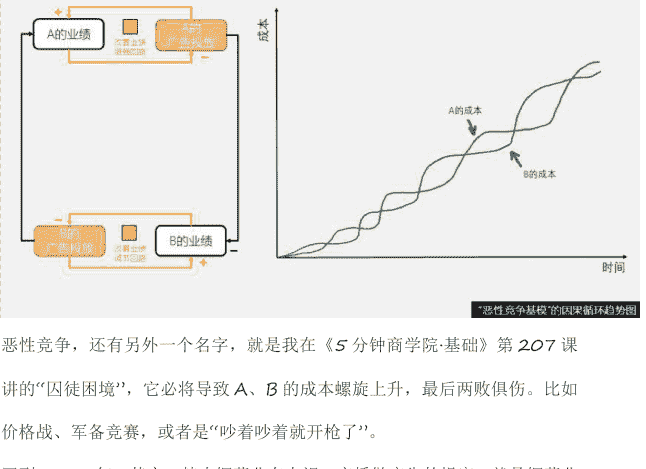 +
A的业绩
-
成本
A的成本
B的成本
时间
-
B的业绩
-
+
“恶性竞争基模”的因果循环趋势图
恶性竞争，还有另外一个名字，就是我在《5分钟商学院·基础》第207课
讲的“囚徒困境”，它必将导致A、B的成本螺旋上升，最后两败俱伤。比如
价格战、军备竞赛，或者是“吵着吵着就开枪了”。